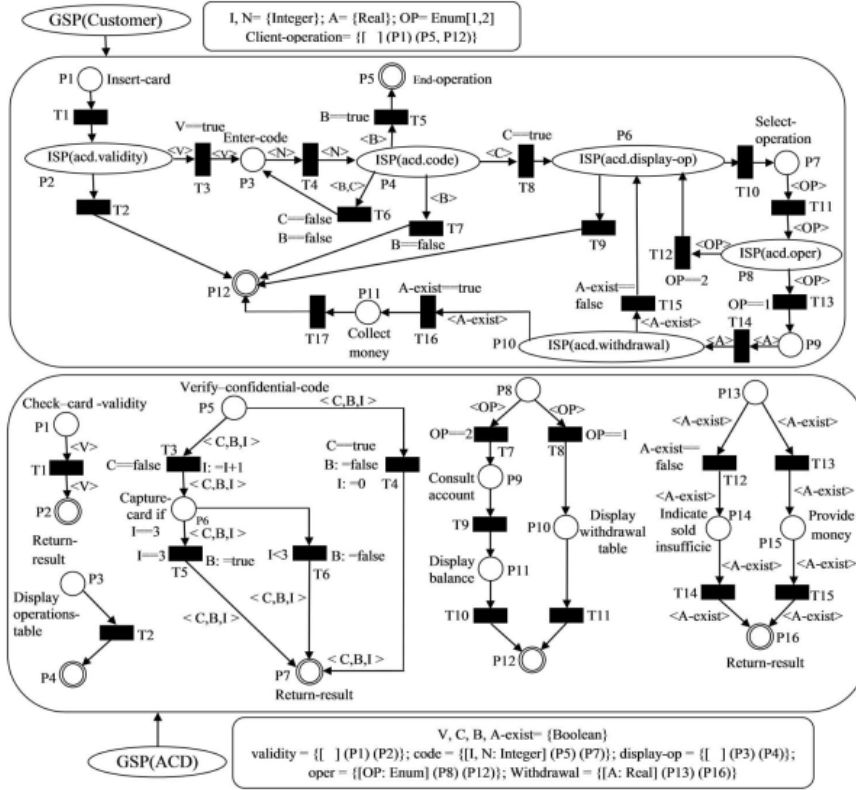 GSP(Customer)
I, N= {Integer}; A= {Real}; OP= Enum[1,2]
Client-operation= {[ ] (P1) (P5, P12)}
P1
Insert-card
T1
ISP(acd.validity)
P2
<V>
V==true
T3
<V>
Enter-code
P3
<N>
T4
<N>
P5
End-operation
B==true
T5
<B>
ISP(acd.code)
P4
<C>
C==true
T8
P6
ISP(acd.display-op)
T10
Select-
operation
P7
<OP>
T11
<OP>
T2
<B,C>
T6
C==false
B==false
<B>
T7
B==false
T9
T12
<OP>
OP==2
ISP(acd.oper)
P8
<OP>
OP==1
T13
P12
T17
P11
Collect
money
A-exist==true
T16
<A-exist>
A-exist==
false
T15
<A-exist>
P10
ISP(acd.withdrawal)
T14
<A>
<A>
P9
Check–card -validity
P1
<V>
T1
<V>
P2
Return-
result
P3
Display
operations-
table
T2
P4
Verify–confidential-code
P5
< C,B,I >
< C,B,I >
T3
C==false
I: =I+1
< C,B,I >
C==true
B: =false
I: =0
T4
Capture-
card if
I==3
P6
< C,B,I >
I==3
T5
B: =true
I<3
T6
B: =false
< C,B,I >
< C,B,I >
< C,B,I >
P7
Return-result
P8
<OP>
<OP>
OP==2
T7
T8
OP==1
Consult
account
P9
T9
P10
Display
withdrawal
table
Display
balance
P11
T10
T11
P12
P13
<A-exist>
<A-exist>
A-exist==
false
T12
T13
<A-exist>
<A-exist>
Indicate
sold
insufficie
P14
Provide
money
P15
<A-exist>
<A-exist>
T14
T15
<A-exist>
<A-exist>
P16
Return-result
GSP(ACD)
V, C, B, A-exist= {Boolean}
validity = {[ ] (P1) (P2)}; code = {[I, N: Integer] (P5) (P7)}; display-op = {[ ] (P3) (P4)};
oper = {[OP: Enum] (P8) (P12)}; Withdrawal = {[A: Real] (P13) (P16)}